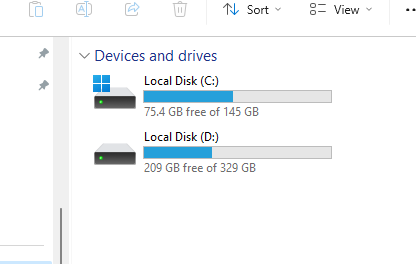 Sort
View
Devices and drives
Local Disk (C:)
75.4 GB free of 145 GB
Local Disk (D:)
209 GB free of 329 GB